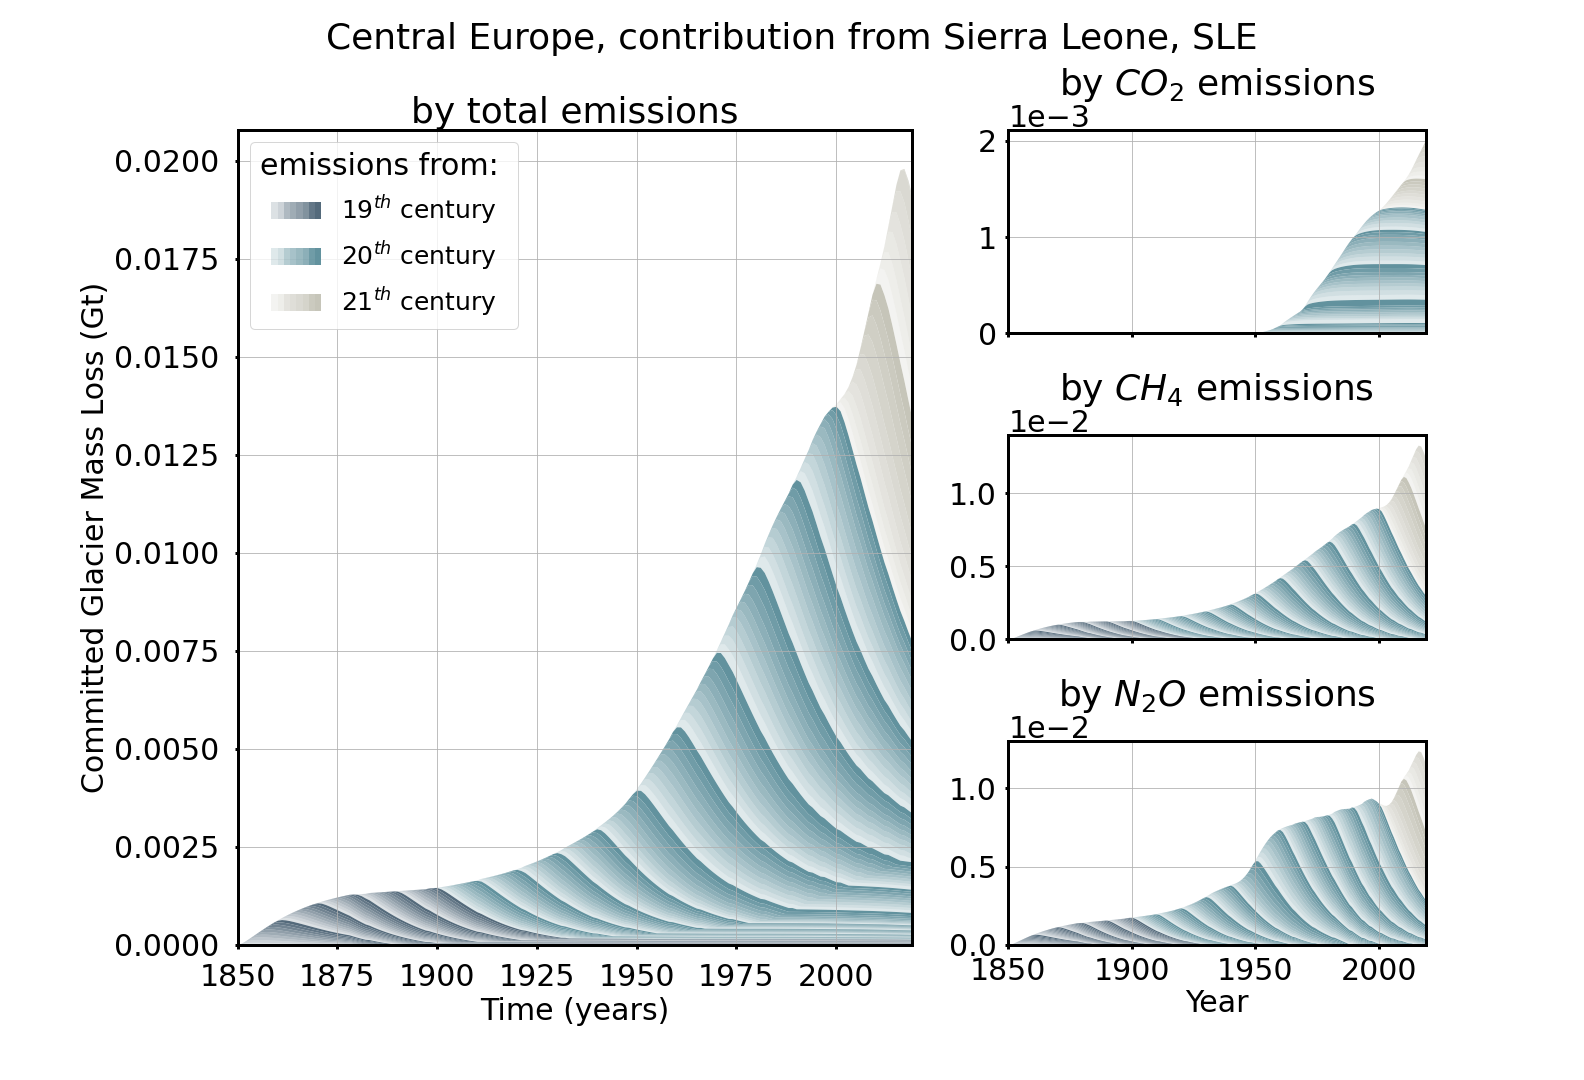 Central Europe, contribution from Sierra Leone, SLE
by total emissions
Committed Glacier Mass Loss (Gt)
0.0200
0.0175
0.0150
0.0125
0.0100
0.0075
0.0050
0.0025
0.0000
emissions from:
19th century
20th century
21th century
1850 1875 1900 1925 1950 1975 2000
Time (years)
by CO2 emissions
1e−3
2
1
0
by CH4 emissions
1e−2
1.0
0.5
0.0
by N2O emissions
1e−2
1.0
0.5
0.0
1850 1900 1950 2000
Year